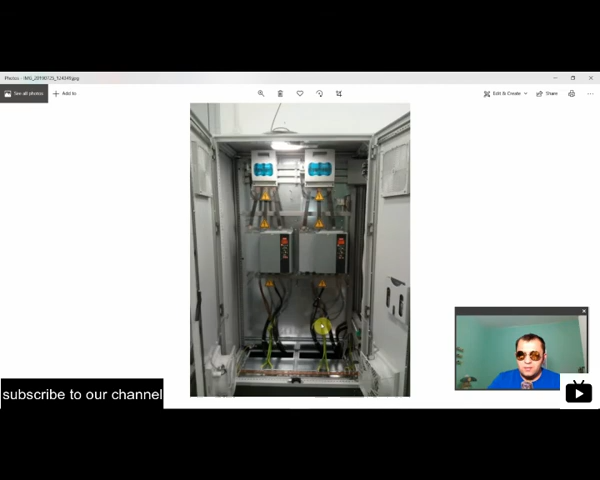 Photos - IMG_20190125_124349.jpg
See all photos
Add to
Edit & Create
Share
subscribe to our channel